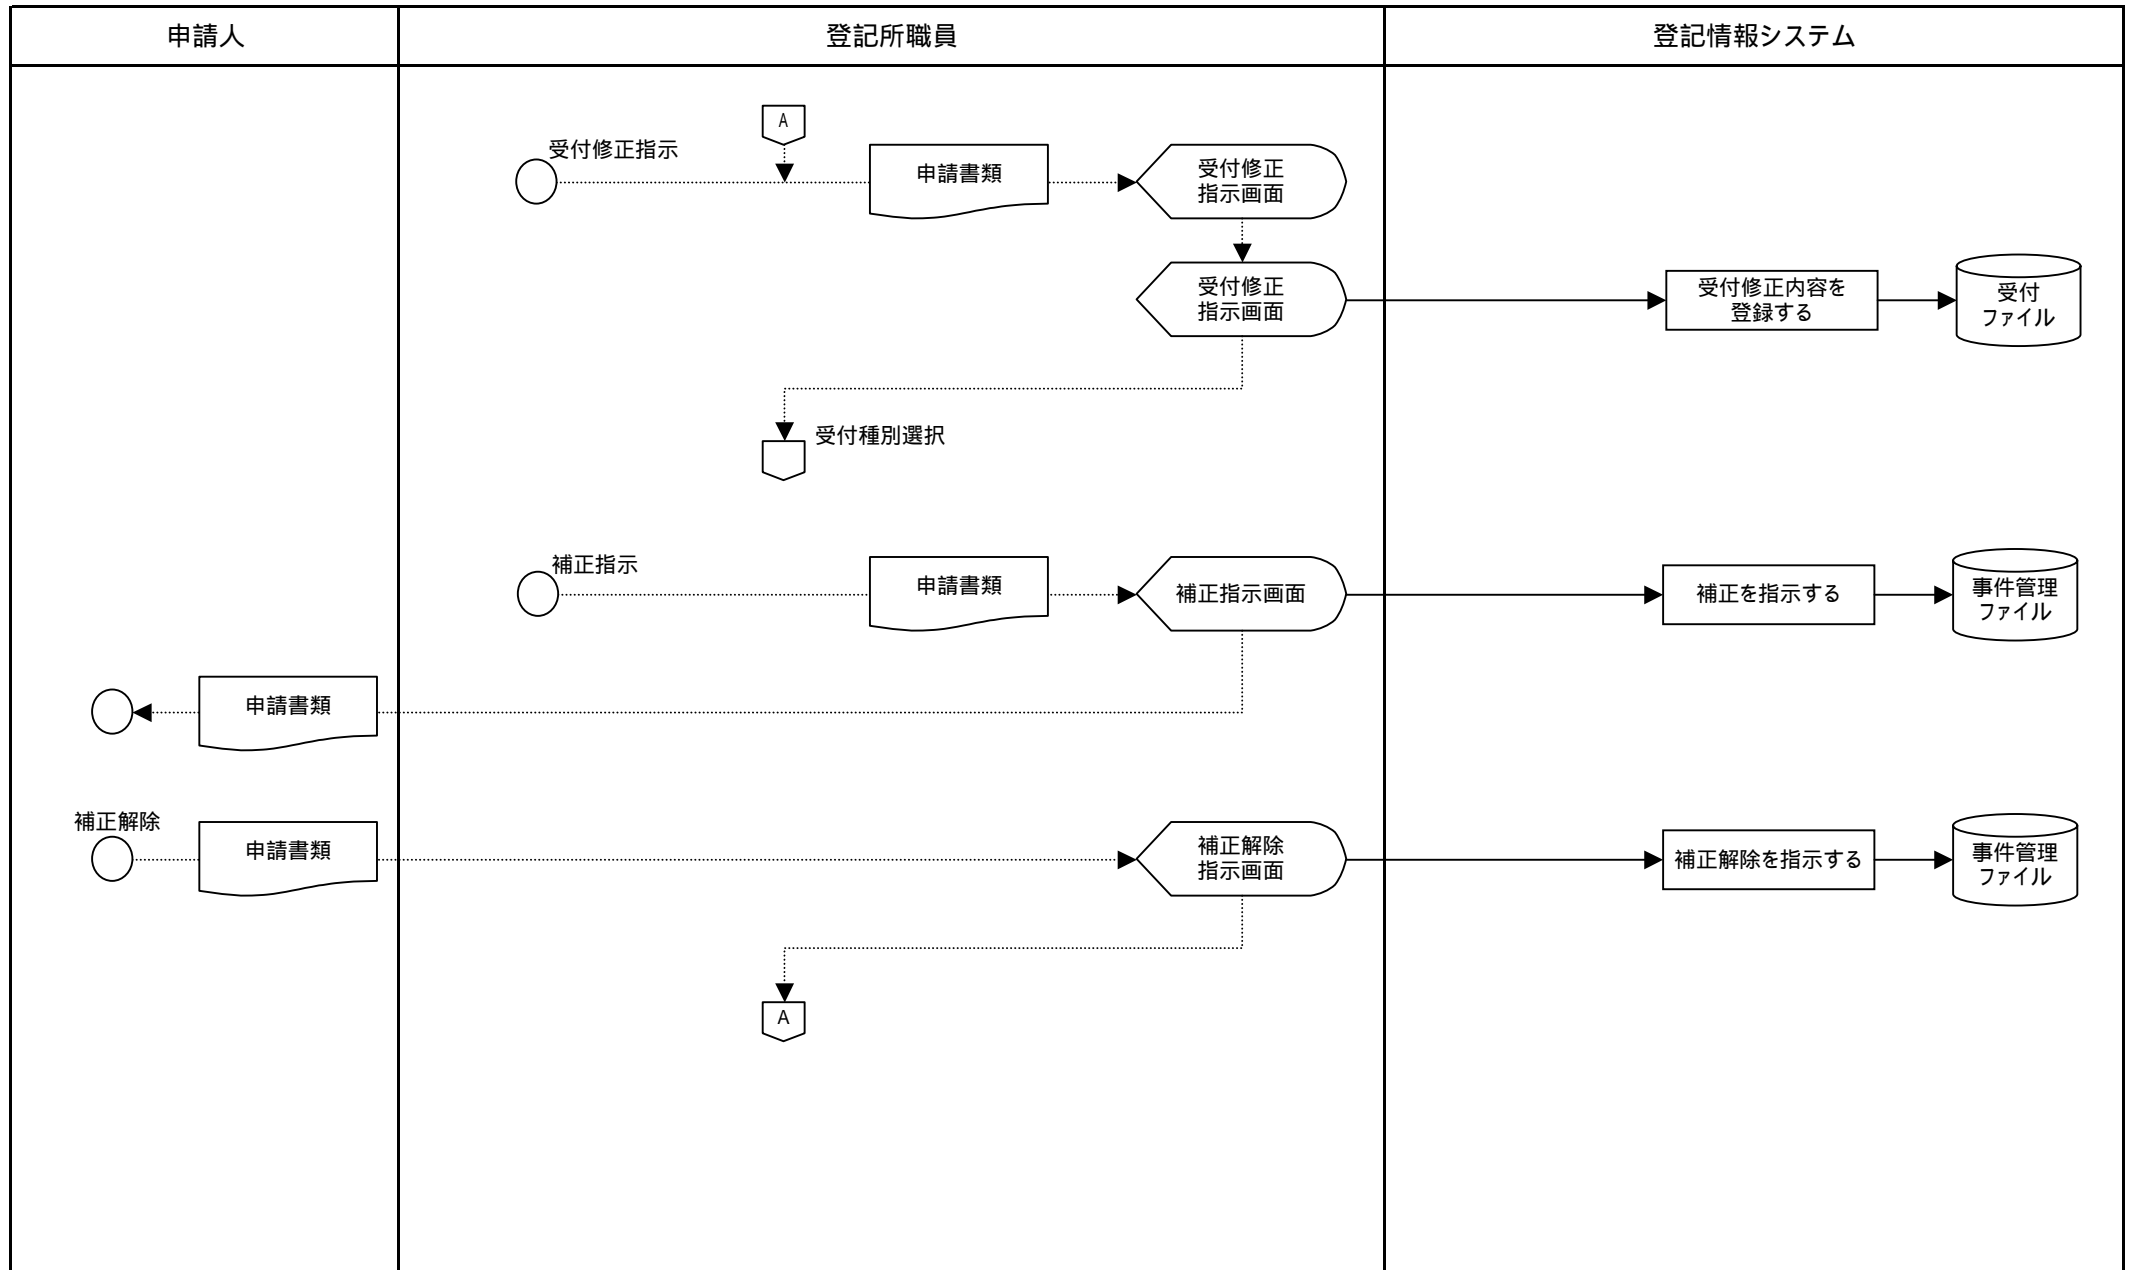 申請人
登記所職員
登記情報システム
A
受付修正指示
申請書類
受付修正
指示画面
受付修正
指示画面
受付修正内容を
登録する
受付
ファイル
受付種別選択
補正指示
申請書類
補正指示画面
補正を指示する
事件管理
ファイル
申請書類
補正解除
申請書類
補正解除
指示画面
補正解除を指示する
事件管理
ファイル
A